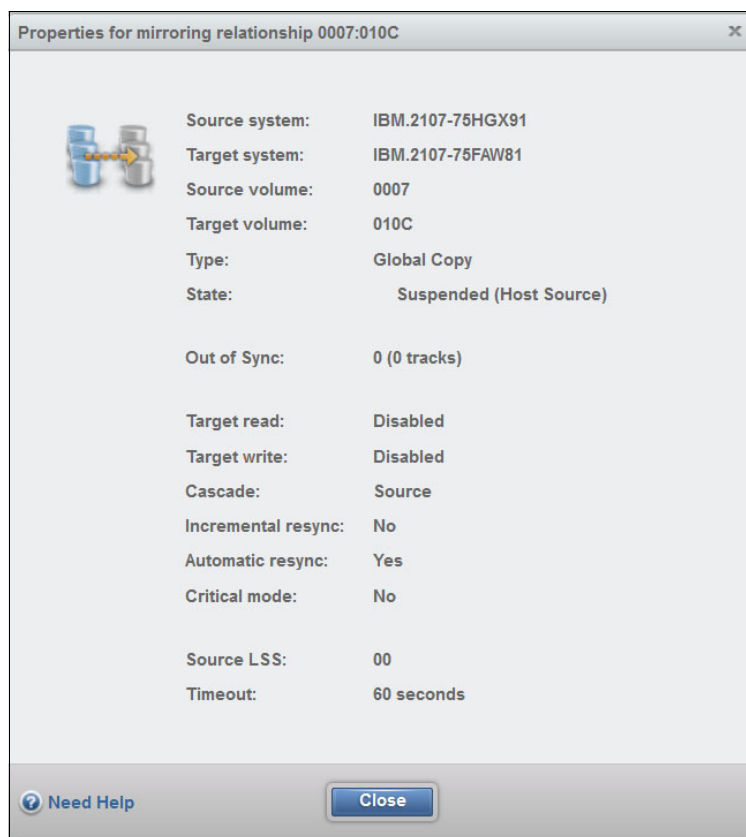 Properties for mirroring relationship 0007:010C x
Source system: IBM.2107-75HGX91
Target system: IBM.2107-75FAW81
Source volume: 0007
Target volume: 010C
Type: Global Copy
State: Suspended (Host Source)
Out of Sync: 0 (0 tracks)
Target read: Disabled
Target write: Disabled
Cascade: Source
Incremental resync: No
Automatic resync: Yes
Critical mode: No
Source LSS: 00
Timeout: 60 seconds
? Need Help Close